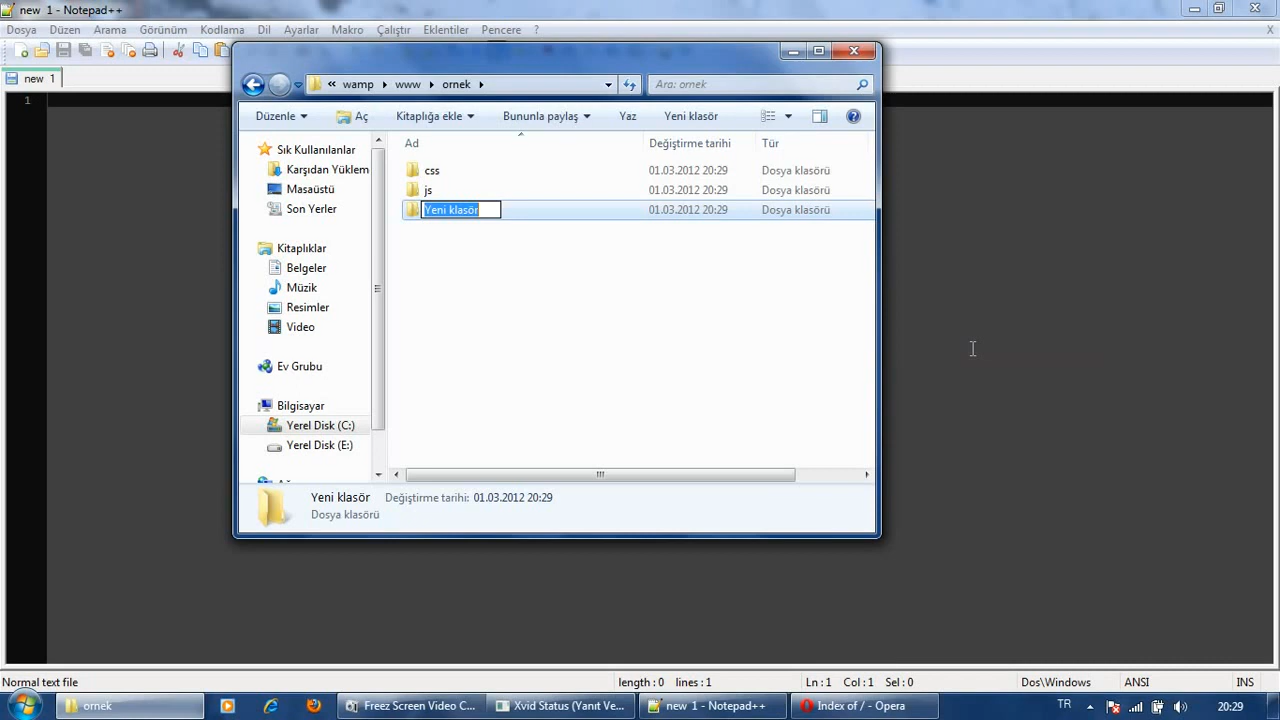 new 1 - Notepad++
Dosya Düzen Arama Görünüm Kodlama Dil Ayarlar Makro Çalıştır Eklentiler Pencere ? X
new 1
1
« wamp www ornek
Ara: ornek
Düzenle Aç Kitaplığa ekle Bununla paylaş Yaz Yeni klasör
Ad Değiştirme tarihi Tür
css 01.03.2012 20:29 Dosya klasörü
js 01.03.2012 20:29 Dosya klasörü
Yeni klasör 01.03.2012 20:29 Dosya klasörü
Sık Kullanılanlar
Karşıdan Yüklem
Masaüstü
Son Yerler
Kitaplıklar
Belgeler
Müzik
Resimler
Video
Ev Grubu
Bilgisayar
Yerel Disk (C:)
Yerel Disk (E:)
Yeni klasör Değiştirme tarihi: 01.03.2012 20:29
Dosya klasörü
Normal text file length : 0 lines : 1 Ln : 1 Col : 1 Sel : 0 Dos\Windows ANSI INS
ornek Freez Screen Video C... Xvid Status (Yanıt Ve... new 1 - Notepad++ Index of / - Opera TR 20:29